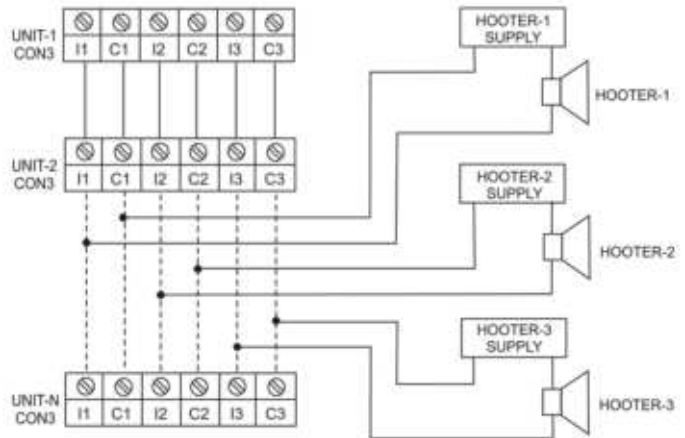 UNIT-1
CON3
I1 C1 I2 C2 I3 C3
HOOTER-1
SUPPLY
HOOTER-1
UNIT-2
CON3
I1 C1 I2 C2 I3 C3
HOOTER-2
SUPPLY
HOOTER-2
HOOTER-3
SUPPLY
UNIT-N
CON3
I1 C1 I2 C2 I3 C3
HOOTER-3